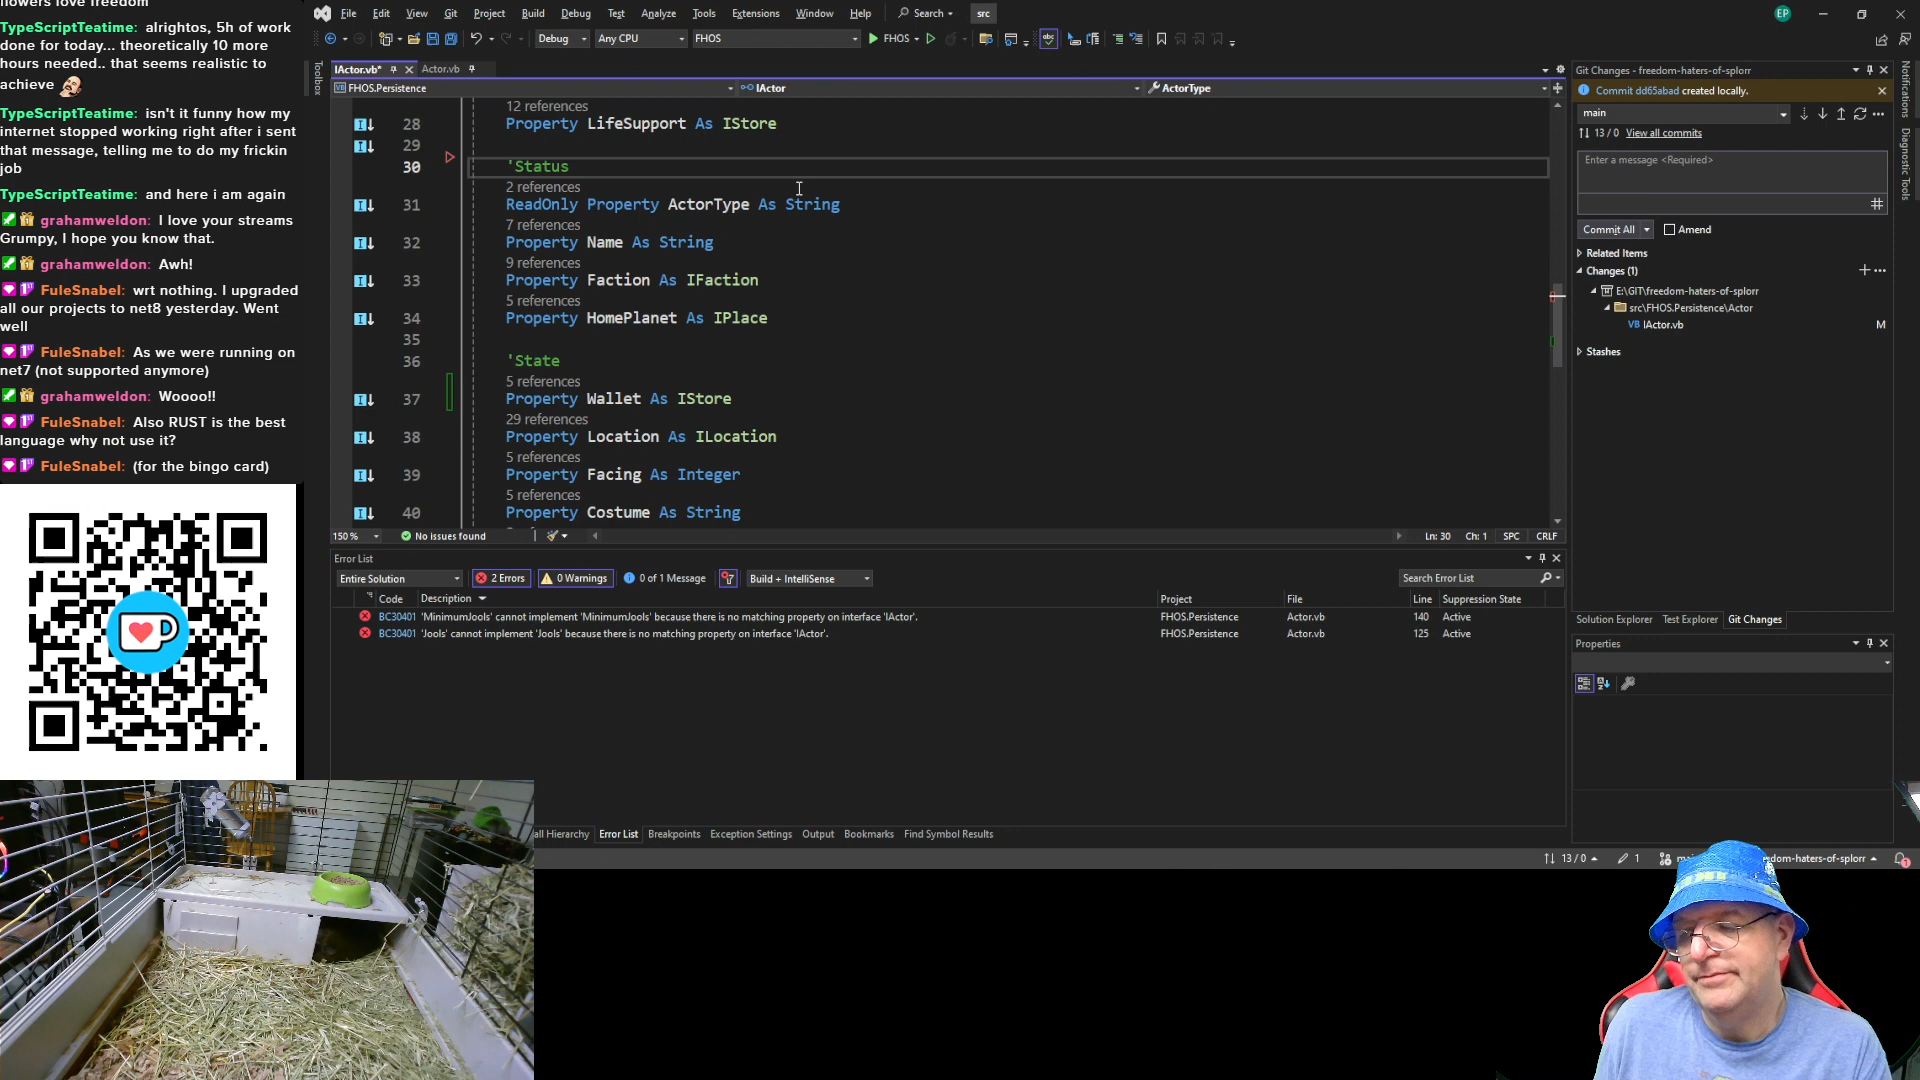 flowers love freedom
TypeScriptTeatime: alrightos, 5h of work
done for today... theoretically 10 more
hours needed.. that seems realistic to
achieve
TypeScriptTeatime: isn't it funny how my
internet stopped working right after i sent
that message, telling me to do my frickin
job
TypeScriptTeatime: and here i am again
grahamweldon: I love your streams
Grumpy, I hope you know that.
grahamweldon: Awh!
FuleSnabel: wrt nothing. I upgraded
all our projects to net8 yesterday. Went
well
FuleSnabel: As we were running on
net7 (not supported anymore)
grahamweldon: Woooo!!
FuleSnabel: Also RUST is the best
language why not use it?
FuleSnabel: (for the bingo card)
File Edit View Git Project Build Debug Test Analyze Tools Extensions Window Help Search src EP
Debug Any CPU FHOS FHOS
Toolbox
IActor.vb* Actor.vb
FHOS.Persistence IActor ActorType
12 references
28 Property LifeSupport As IStore
29
30 'Status
2 references
31 ReadOnly Property ActorType As String
7 references
32 Property Name As String
9 references
33 Property Faction As IFaction
5 references
34 Property HomePlanet As IPlace
35
36 'State
5 references
37 Property Wallet As IStore
29 references
38 Property Location As ILocation
5 references
39 Property Facing As Integer
5 references
40 Property Costume As String
150 % No issues found Ln: 30 Ch: 1 SPC CRLF
Error List
Entire Solution 2 Errors 0 Warnings 0 of 1 Message Build + IntelliSense Search Error List
Code Description Project File Line Suppression State
BC30401 'MinimumJools' cannot implement 'MinimumJools' because there is no matching property on interface 'IActor'. FHOS.Persistence Actor.vb 140 Active
BC30401 'Jools' cannot implement 'Jools' because there is no matching property on interface 'IActor'. FHOS.Persistence Actor.vb 125 Active
all Hierarchy Error List Breakpoints Exception Settings Output Bookmarks Find Symbol Results
13 / 0 1 dom-haters-of-splorr
Git Changes - freedom-haters-of-splorr
Commit dd65abad created locally.
main
13 / 0 View all commits
Enter a message <Required>
Commit All Amend
Related Items
Changes (1)
E:\GIT\freedom-haters-of-splorr
src\FHOS.Persistence\Actor
VB IActor.vb M
Stashes
Solution Explorer Test Explorer Git Changes
Properties
Notifications
Diagnostic Tools